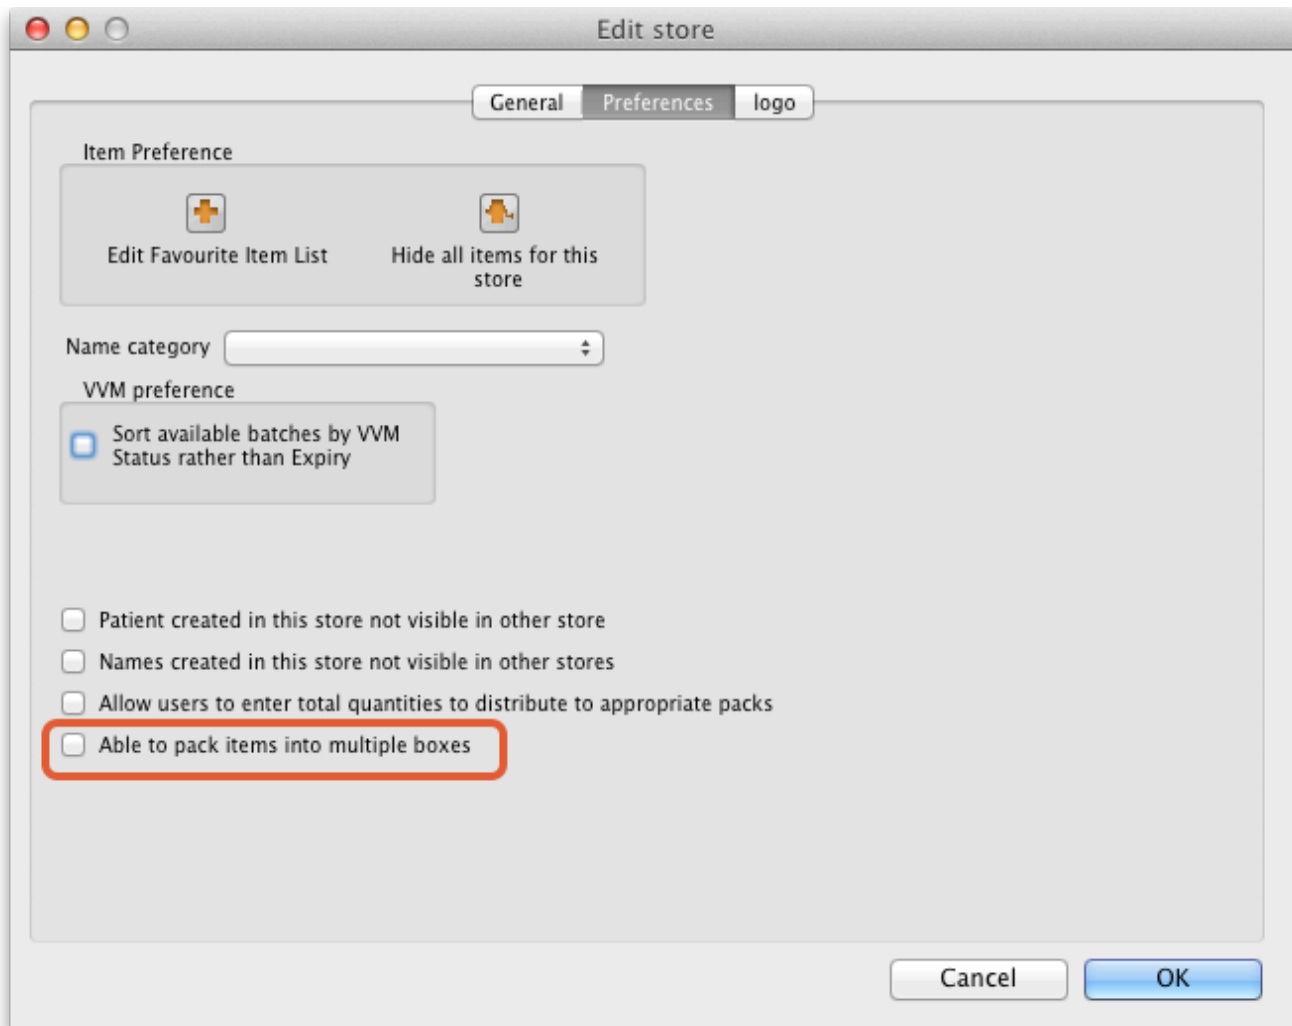 Edit store
General Preferences logo
Item Preference
Edit Favourite Item List
Hide all items for this
store
Name category
VVM preference
Sort available batches by VVM
Status rather than Expiry
Patient created in this store not visible in other store
Names created in this store not visible in other stores
Allow users to enter total quantities to distribute to appropriate packs
Able to pack items into multiple boxes
Cancel OK